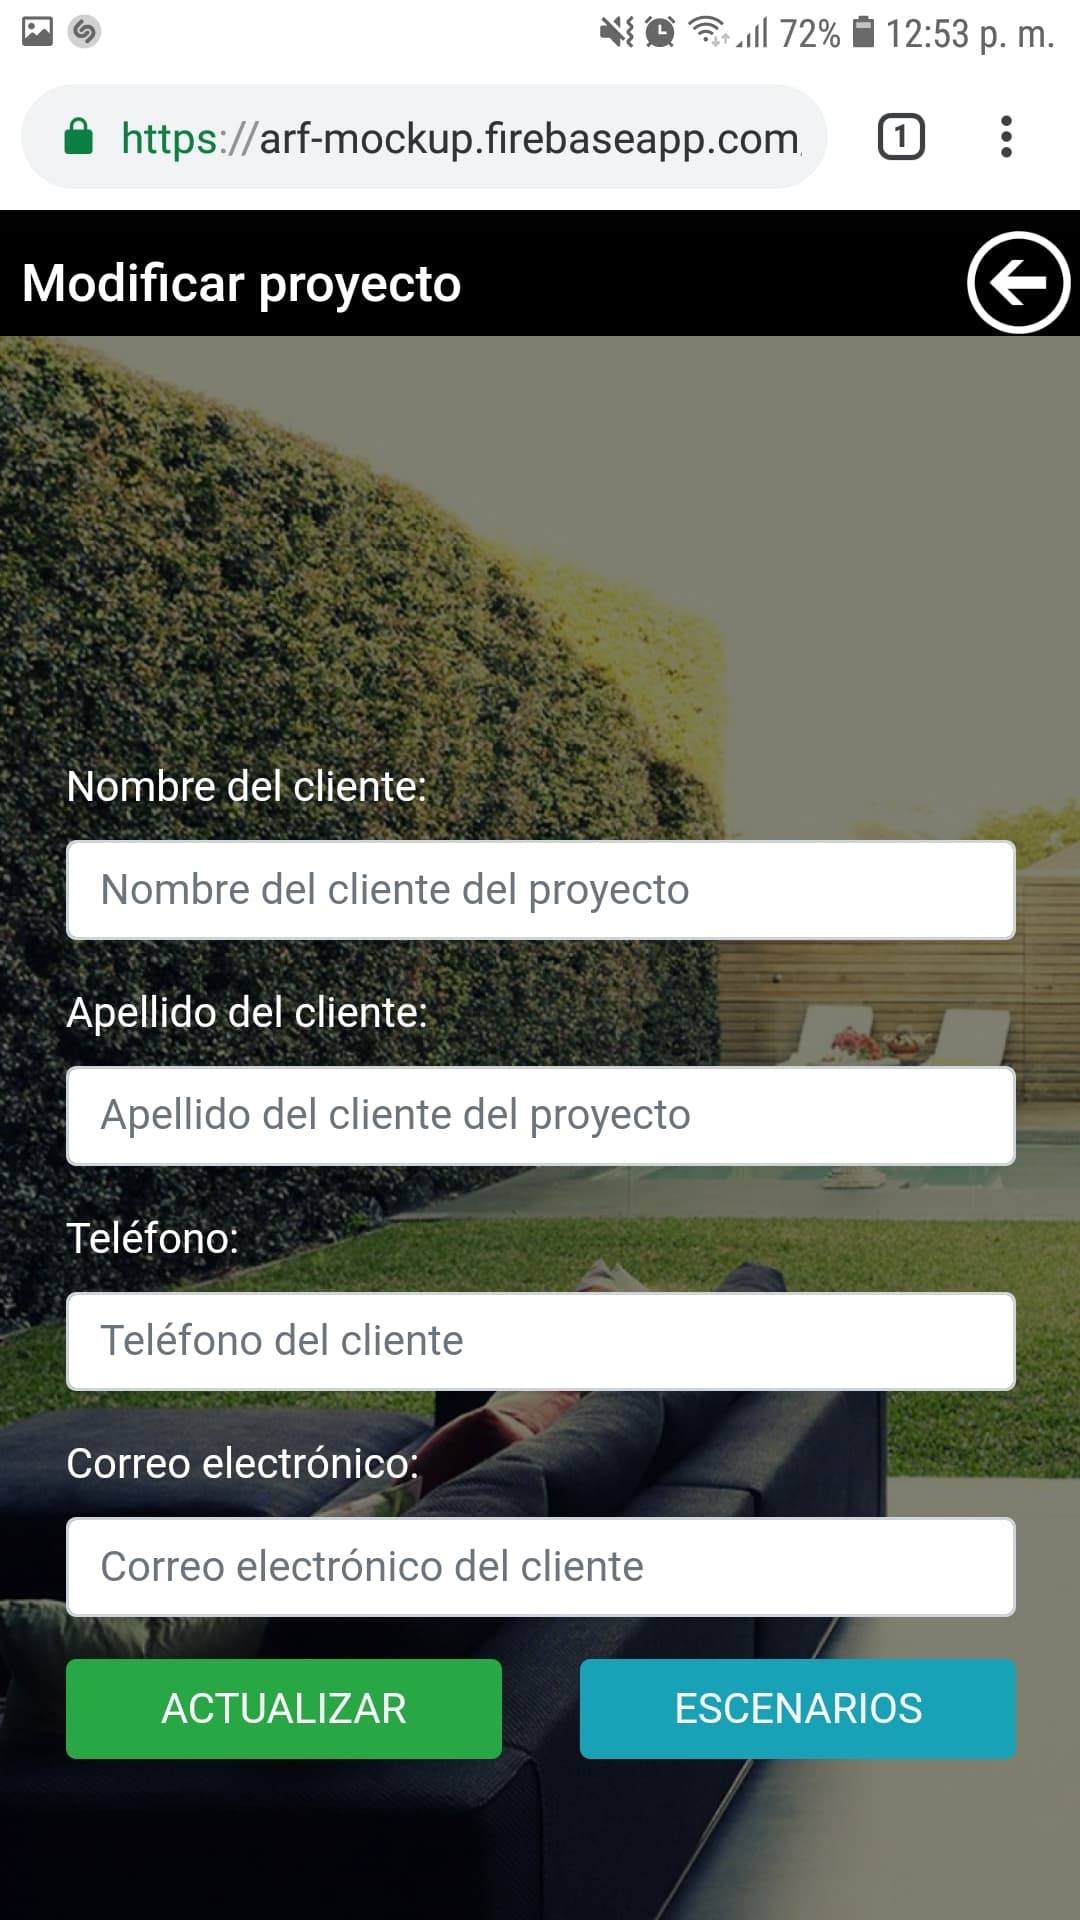 72% 12:53 p. m.
https://arf-mockup.firebaseapp.com
1
Modificar proyecto
Nombre del cliente:
Nombre del cliente del proyecto
Apellido del cliente:
Apellido del cliente del proyecto
Teléfono:
Teléfono del cliente
Correo electrónico:
Correo electrónico del cliente
ACTUALIZAR ESCENARIOS